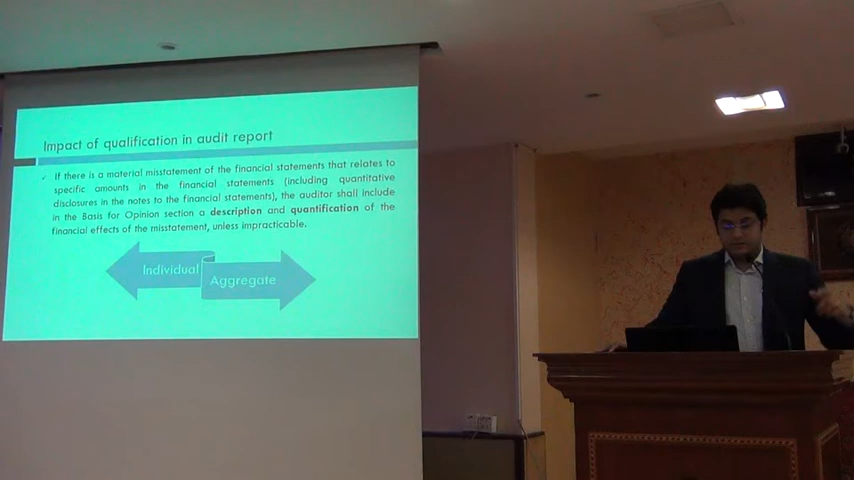 Impact of qualification in audit report
✓ If there is a material misstatement of the financial statements that relates to
specific amounts in the financial statements (including quantitative
disclosures in the notes to the financial statements), the auditor shall include
in the Basis for Opinion section a description and quantification of the
financial effects of the misstatement, unless impracticable.
Individual
Aggregate